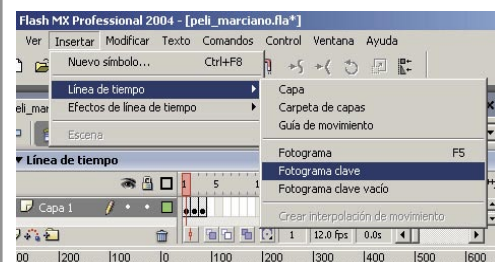 Flash MX Professional 2004 - [peli_marciano.fla*]
Ver Insertar Modificar Texto Comandos Control Ventana Ayuda
Nuevo símbolo... Ctrl+F8
Línea de tiempo
Efectos de línea de tiempo
Escena
Capa
Carpeta de capas
Guía de movimiento
Fotograma F5
Fotograma clave
Fotograma clave vacío
Crear interpolación de movimiento
eli_mar
Línea de tiempo
1 5 1
Capa 1
1 12.0 fps 0.0s
00 200 100 0 100 200 300 400 500 600